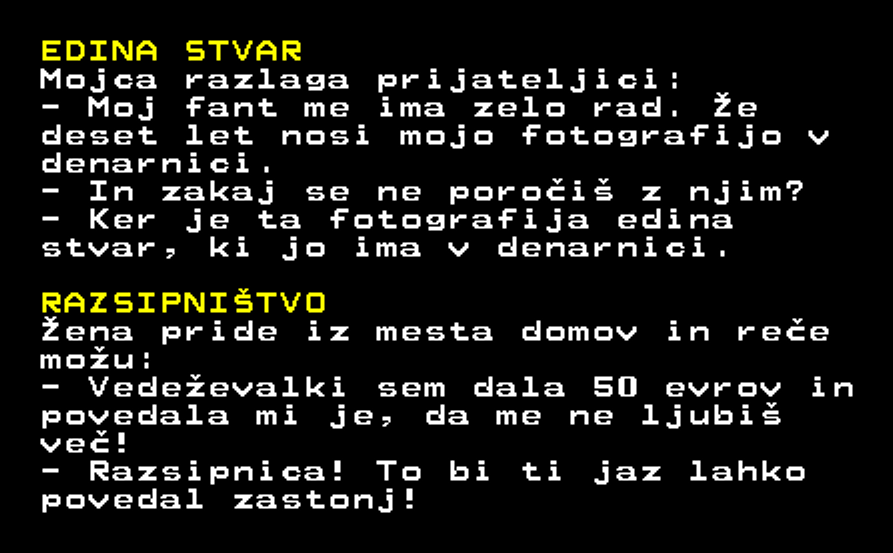 EDINA STVAR
Mojca razlaga prijateljici:
- Moj fant me ima zelo rad. Že
deset let nosi mojo fotografijo v
denarnici.
- In zakaj se ne poročiš z njim?
- Ker je ta fotografija edina
stvar, ki jo ima v denarnici.
RAZSIPNIŠTVO
Žena pride iz mesta domov in reče
možu:
- Vedeževalki sem dala 50 evrov in
povedala mi je, da me ne ljubiš
več!
- Razsipnica! To bi ti jaz lahko
povedal zastonj!